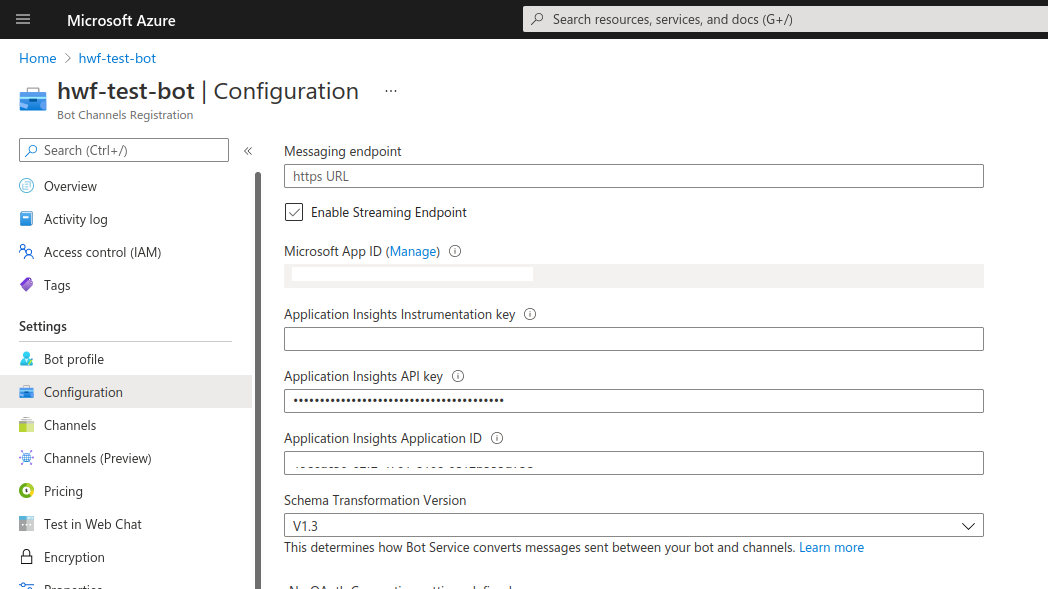 Microsoft Azure
Search resources, services, and docs (G+/)
Home > hwf-test-bot
hwf-test-bot | Configuration ...
Bot Channels Registration
Search (Ctrl+/)
«
Overview
Activity log
Access control (IAM)
Tags
Settings
Bot profile
Configuration
Channels
Channels (Preview)
Pricing
Test in Web Chat
Encryption
Properties
Messaging endpoint
https URL
Enable Streaming Endpoint
Microsoft App ID (Manage)
Application Insights Instrumentation key
Application Insights API key
••••••••••••••••••••••••••••••••••••••••
Application Insights Application ID
Schema Transformation Version
V1.3
This determines how Bot Service converts messages sent between your bot and channels. Learn more